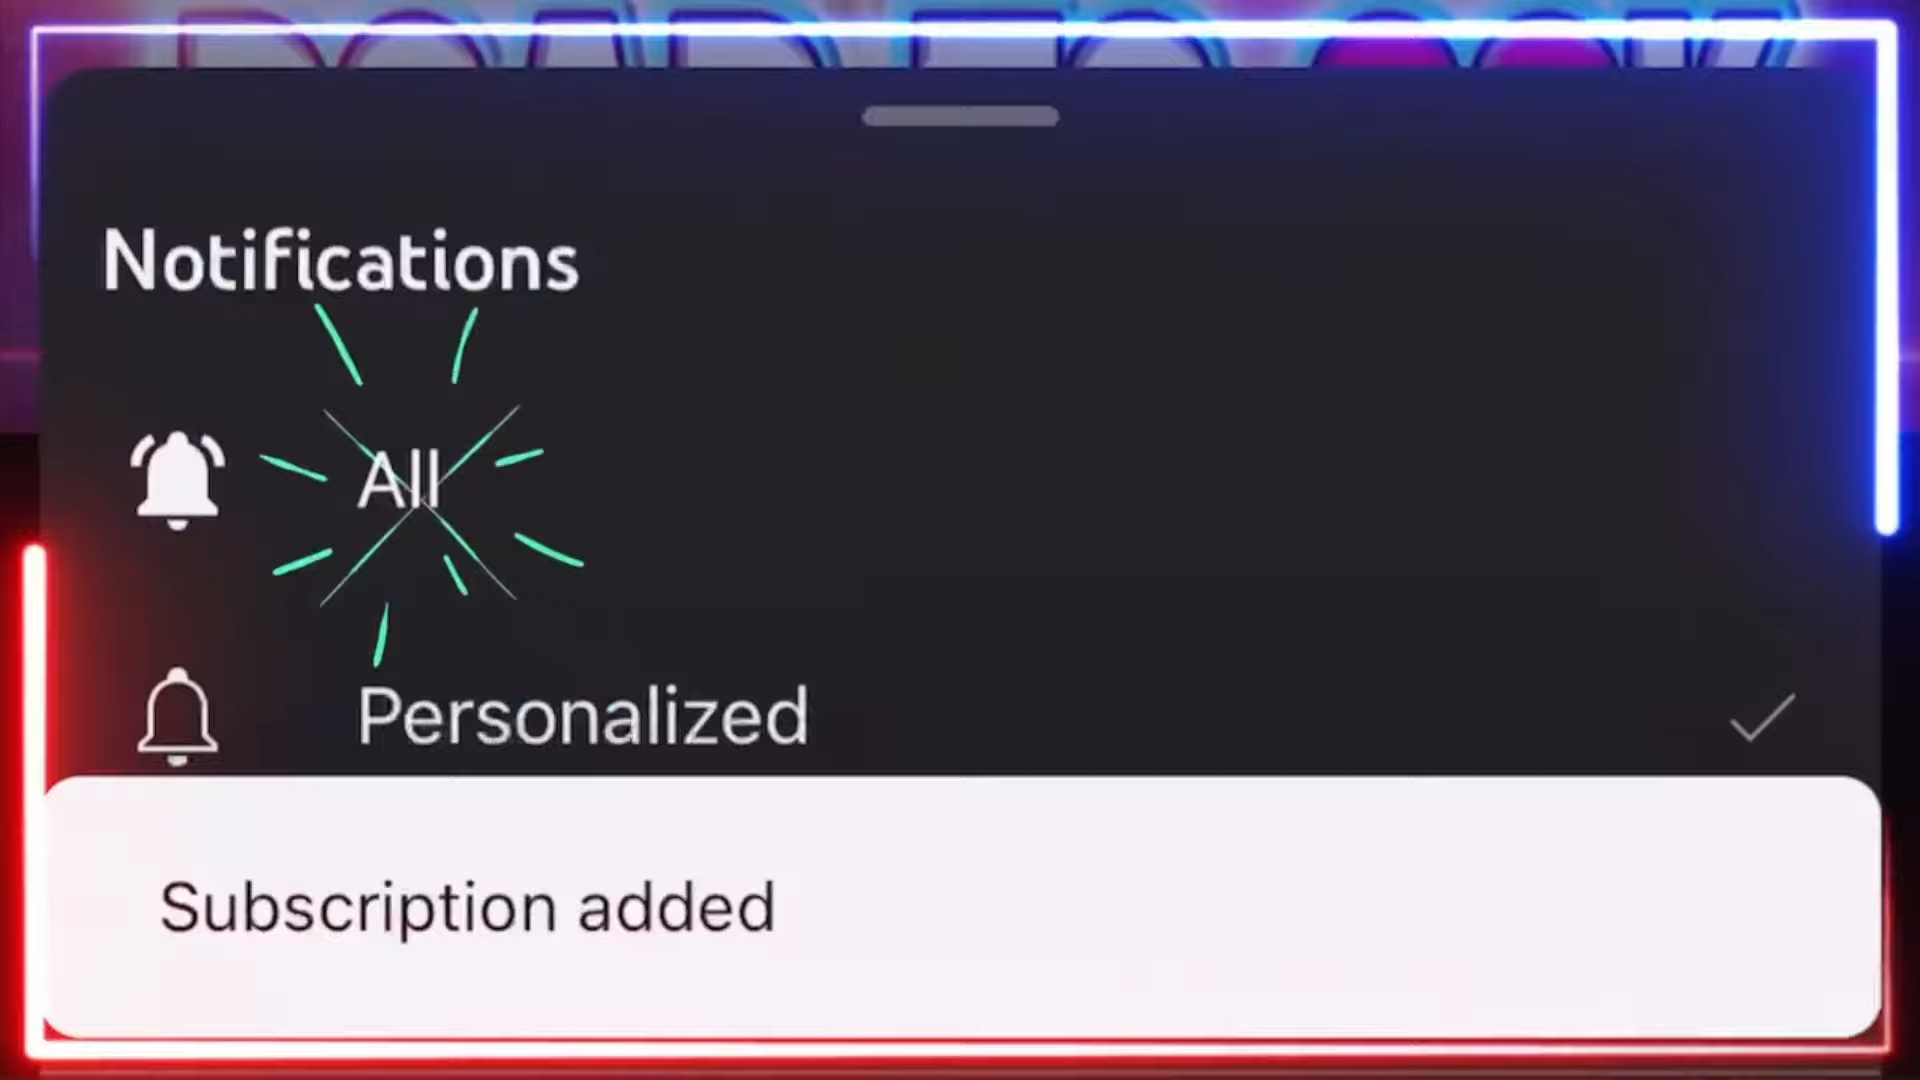 Notifications
All
Personalized
Subscription added